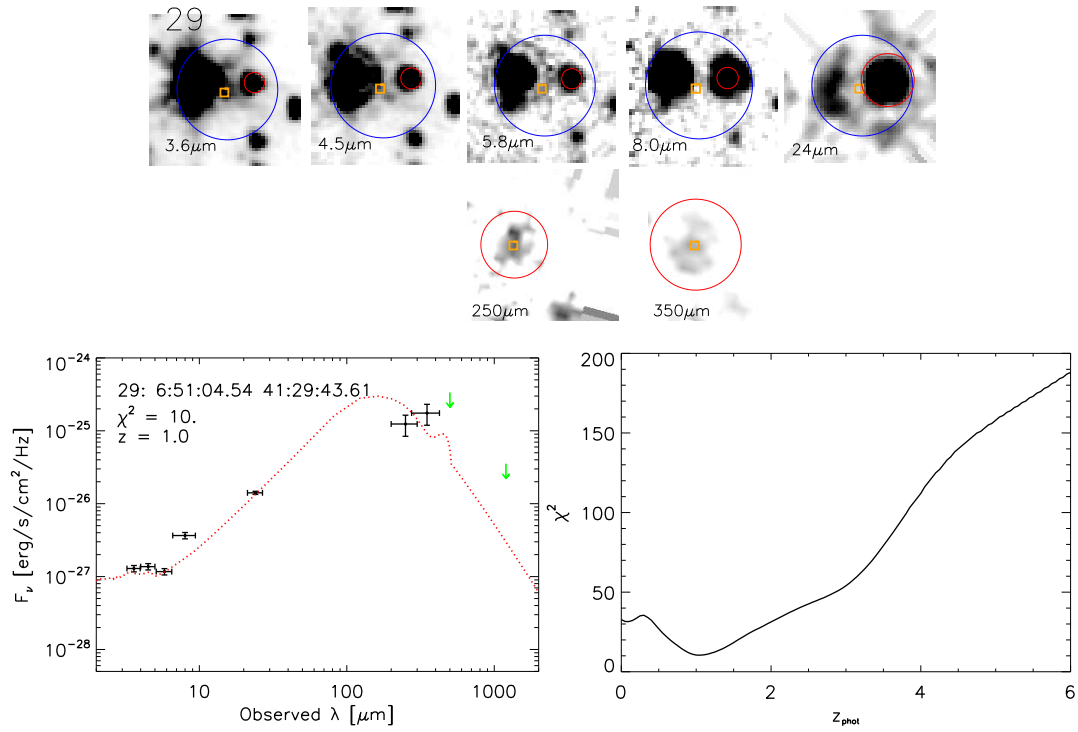 29
3.6μm
4.5μm
5.8μm
8.0μm
24μm
250μm
350μm
29: 6:51:04.54 41:29:43.61
χ² = 10.
z = 1.0
F_ν [erg/s/cm²/Hz]
10⁻²⁴
10⁻²⁵
10⁻²⁶
10⁻²⁷
10⁻²⁸
10
100
1000
Observed λ [μm]
χ²
200
150
100
50
0
0
2
4
6
z_phot